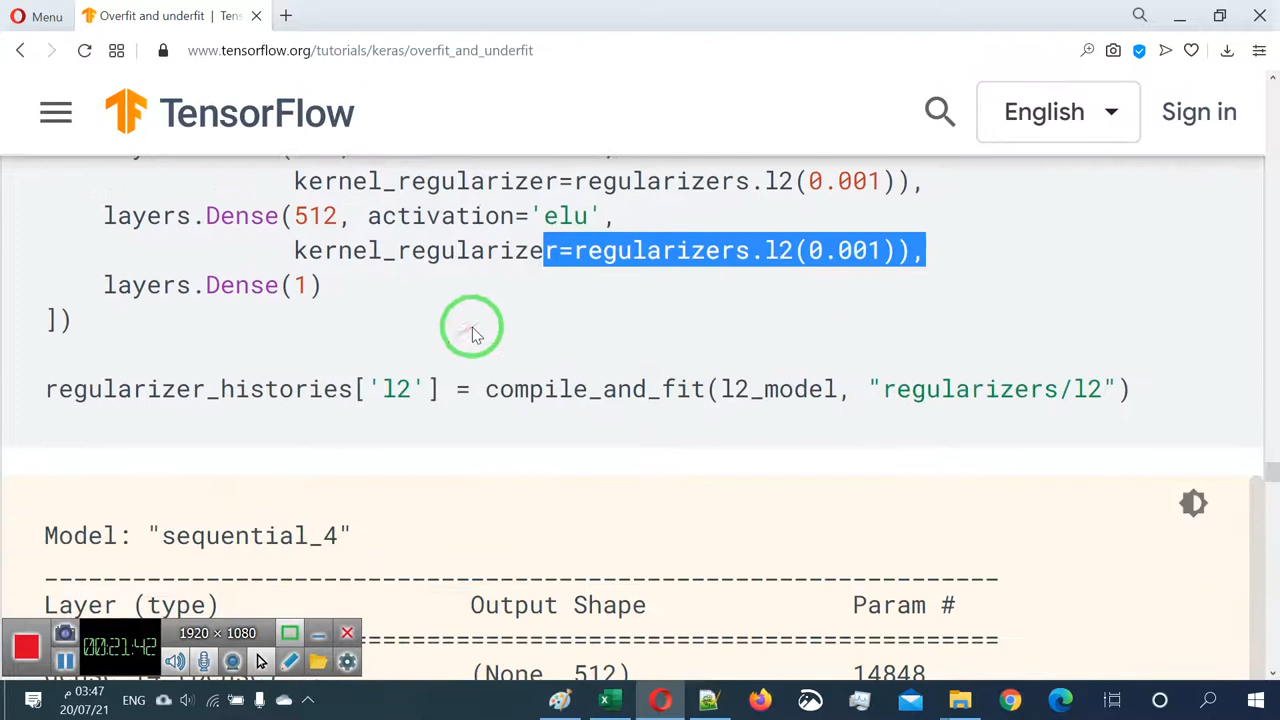 Menu
Overfit and underfit | Tens
www.tensorflow.org/tutorials/keras/overfit_and_underfit
TensorFlow
English
Sign in
kernel_regularizer=regularizers.l2(0.001)),
layers.Dense(512, activation='elu',
kernel_regularizer=regularizers.l2(0.001)),
layers.Dense(1)
])
regularizer_histories['l2'] = compile_and_fit(l2_model, "regularizers/l2")
Model: "sequential_4"
_________________________________________________________________
Layer (type) Output Shape Param #
(None, 512) 14848
00:21:42
1920 × 1080
03:47 م
20/07/21
ENG